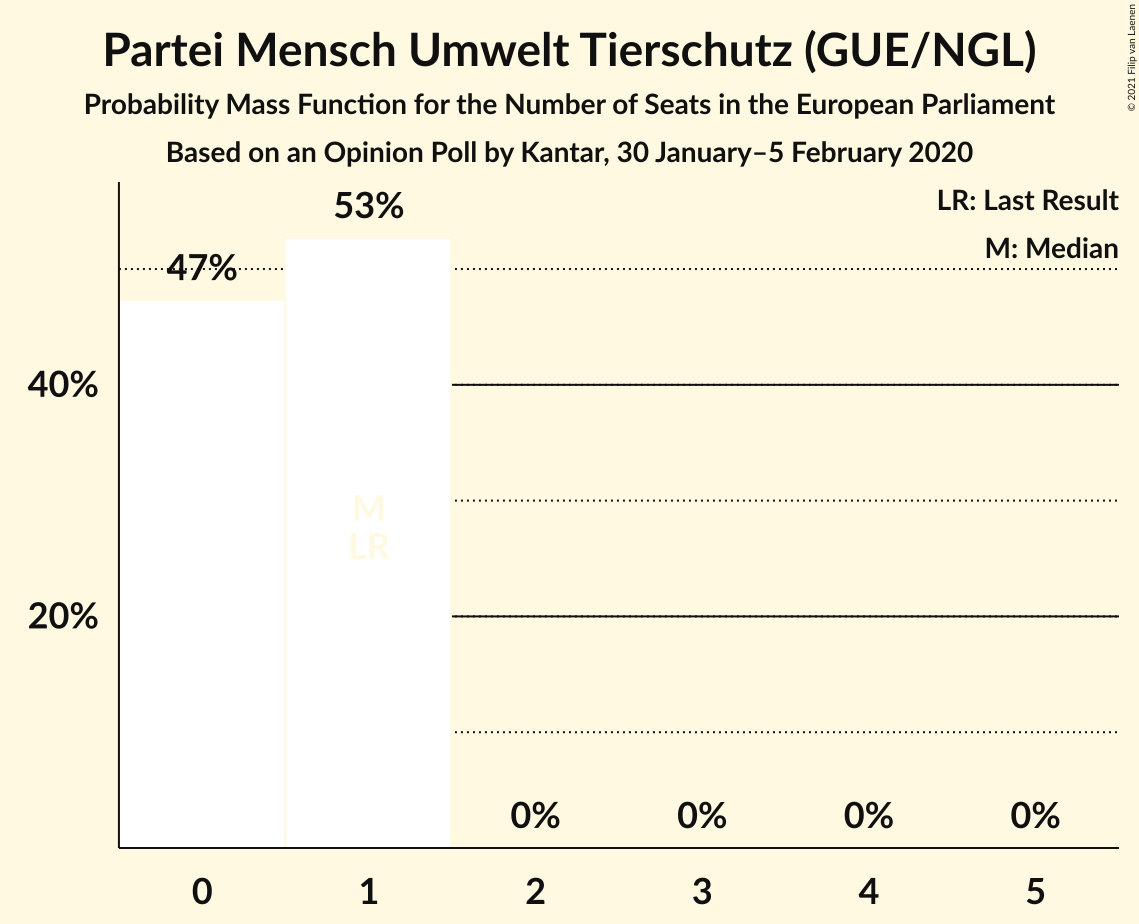 Partei Mensch Umwelt Tierschutz (GUE/NGL)
Probability Mass Function for the Number of Seats in the European Parliament
Based on an Opinion Poll by Kantar, 30 January–5 February 2020
© 2021 Filip van Laenen
LR: Last Result
M: Median
53%
47%
40%
M
LR
20%
0% 0% 0% 0%
0 1 2 3 4 5